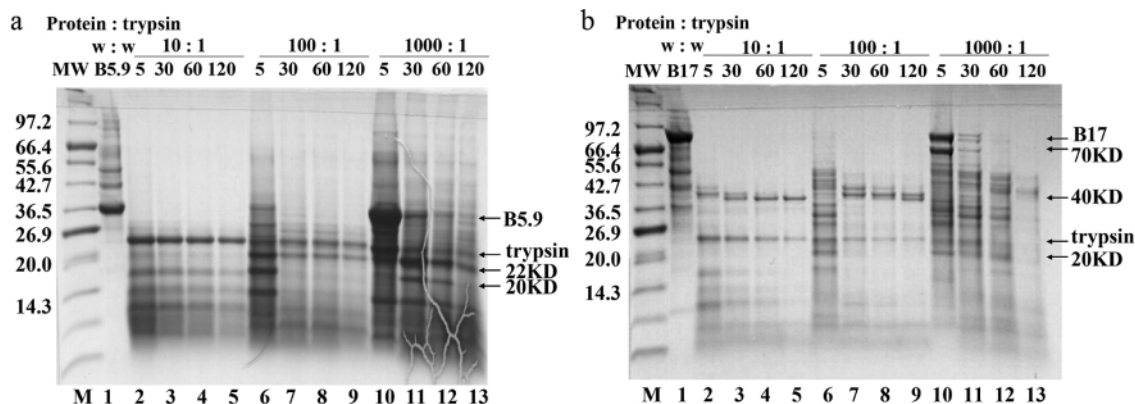 a
Protein : trypsin
w : w 10 : 1 100 : 1 1000 : 1
MW B5.9 5 30 60 120 5 30 60 120 5 30 60 120
97.2
66.4
55.6
42.7
36.5
26.9
20.0
14.3
B5.9
trypsin
22KD
20KD
M 1 2 3 4 5 6 7 8 9 10 11 12 13
b
Protein : trypsin
w : w 10 : 1 100 : 1 1000 : 1
MW B17 5 30 60 120 5 30 60 120 5 30 60 120
97.2
66.4
55.6
42.7
36.5
26.9
20.0
14.3
B17
70KD
40KD
trypsin
20KD
M 1 2 3 4 5 6 7 8 9 10 11 12 13